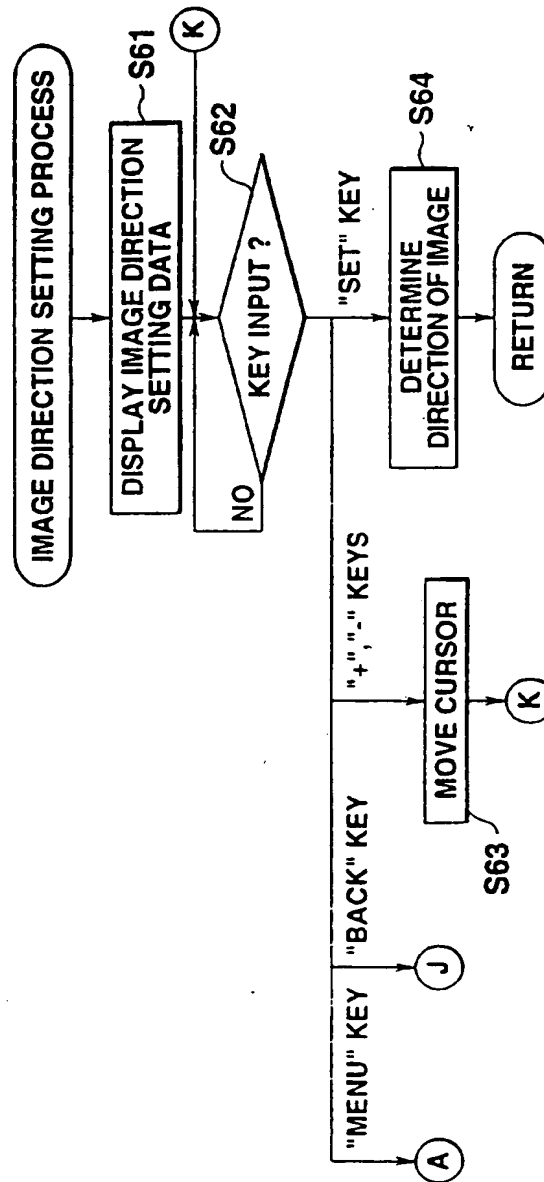 IMAGE DIRECTION SETTING PROCESS
DISPLAY IMAGE DIRECTION
SETTING DATA
S61
K
S62
KEY INPUT ?
NO
"MENU" KEY
"BACK" KEY
"+","-" KEYS
"SET" KEY
A
J
MOVE CURSOR
S63
K
DETERMINE
DIRECTION OF IMAGE
S64
RETURN